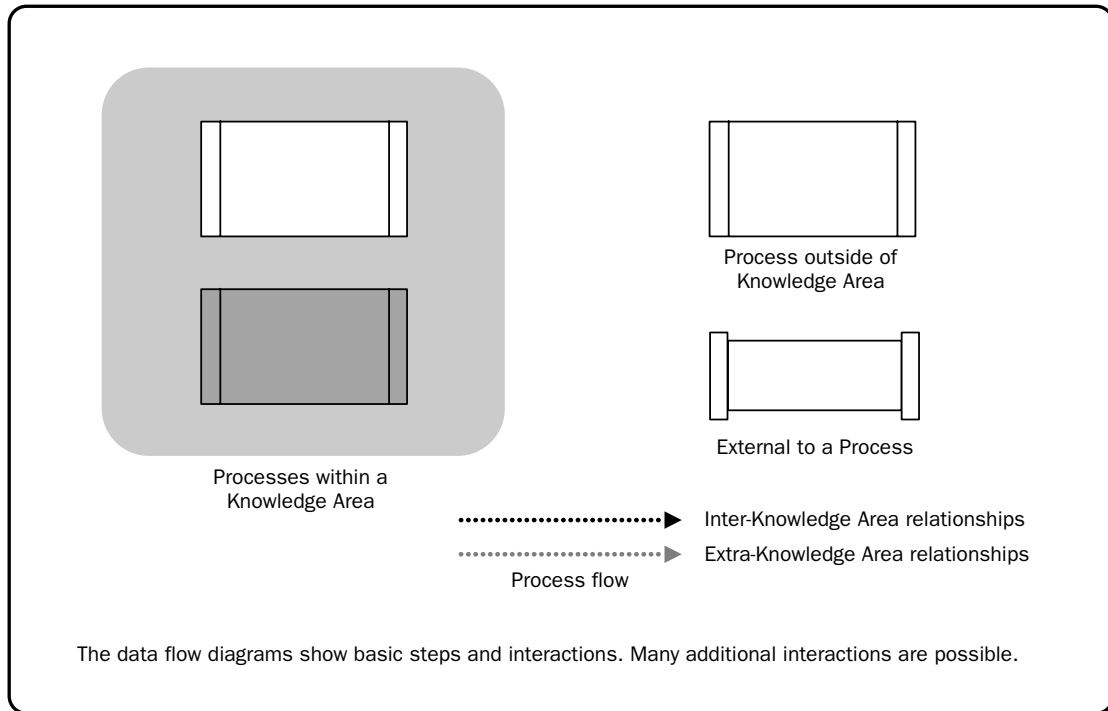 Process outside of
Knowledge Area
External to a Process
Processes within a
Knowledge Area
Inter-Knowledge Area relationships
Extra-Knowledge Area relationships
Process flow
The data flow diagrams show basic steps and interactions. Many additional interactions are possible.